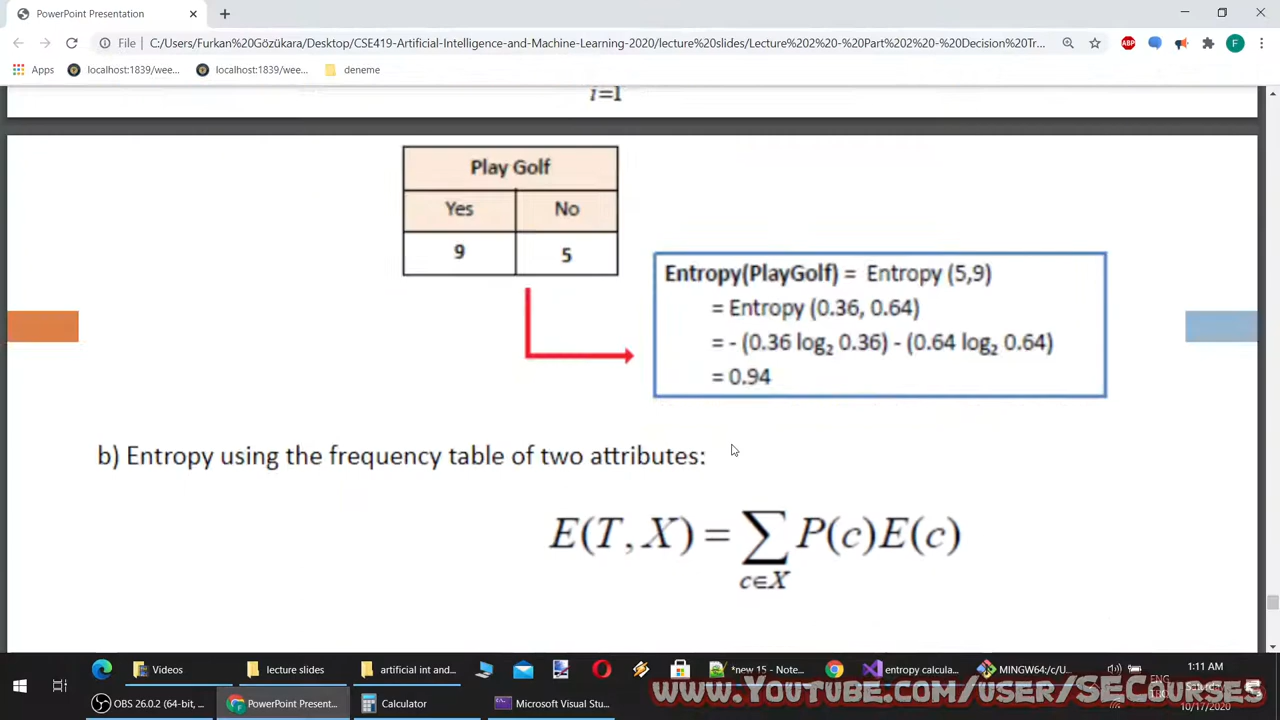 PowerPoint Presentation
File
C:/Users/Furkan%20Gözükara/Desktop/CSE419-Artificial-Intelligence-and-Machine-Learning-2020/lecture%20slides/Lecture%202%20-%20Part%202%20-%20Decision%20Tr...
ABP
F
Apps
localhost:1839/wee...
localhost:1839/wee...
deneme
i=1
Play Golf
Yes No
9 5
Entropy(PlayGolf) = Entropy (5,9)
= Entropy (0.36, 0.64)
= - (0.36 log₂ 0.36) - (0.64 log₂ 0.64)
= 0.94
b) Entropy using the frequency table of two attributes:
E(T, X) = ∑ P(c)E(c)
c∈X
Videos
lecture slides
artificial int and...
*new 15 - Note...
entropy calcula...
MINGW64:/c/U...
1:11 AM
OBS 26.0.2 (64-bit, ...
PowerPoint Present...
Calculator
Microsoft Visual Stu...
ENG
10/17/2020
www.Youtube.com/user/SECourses